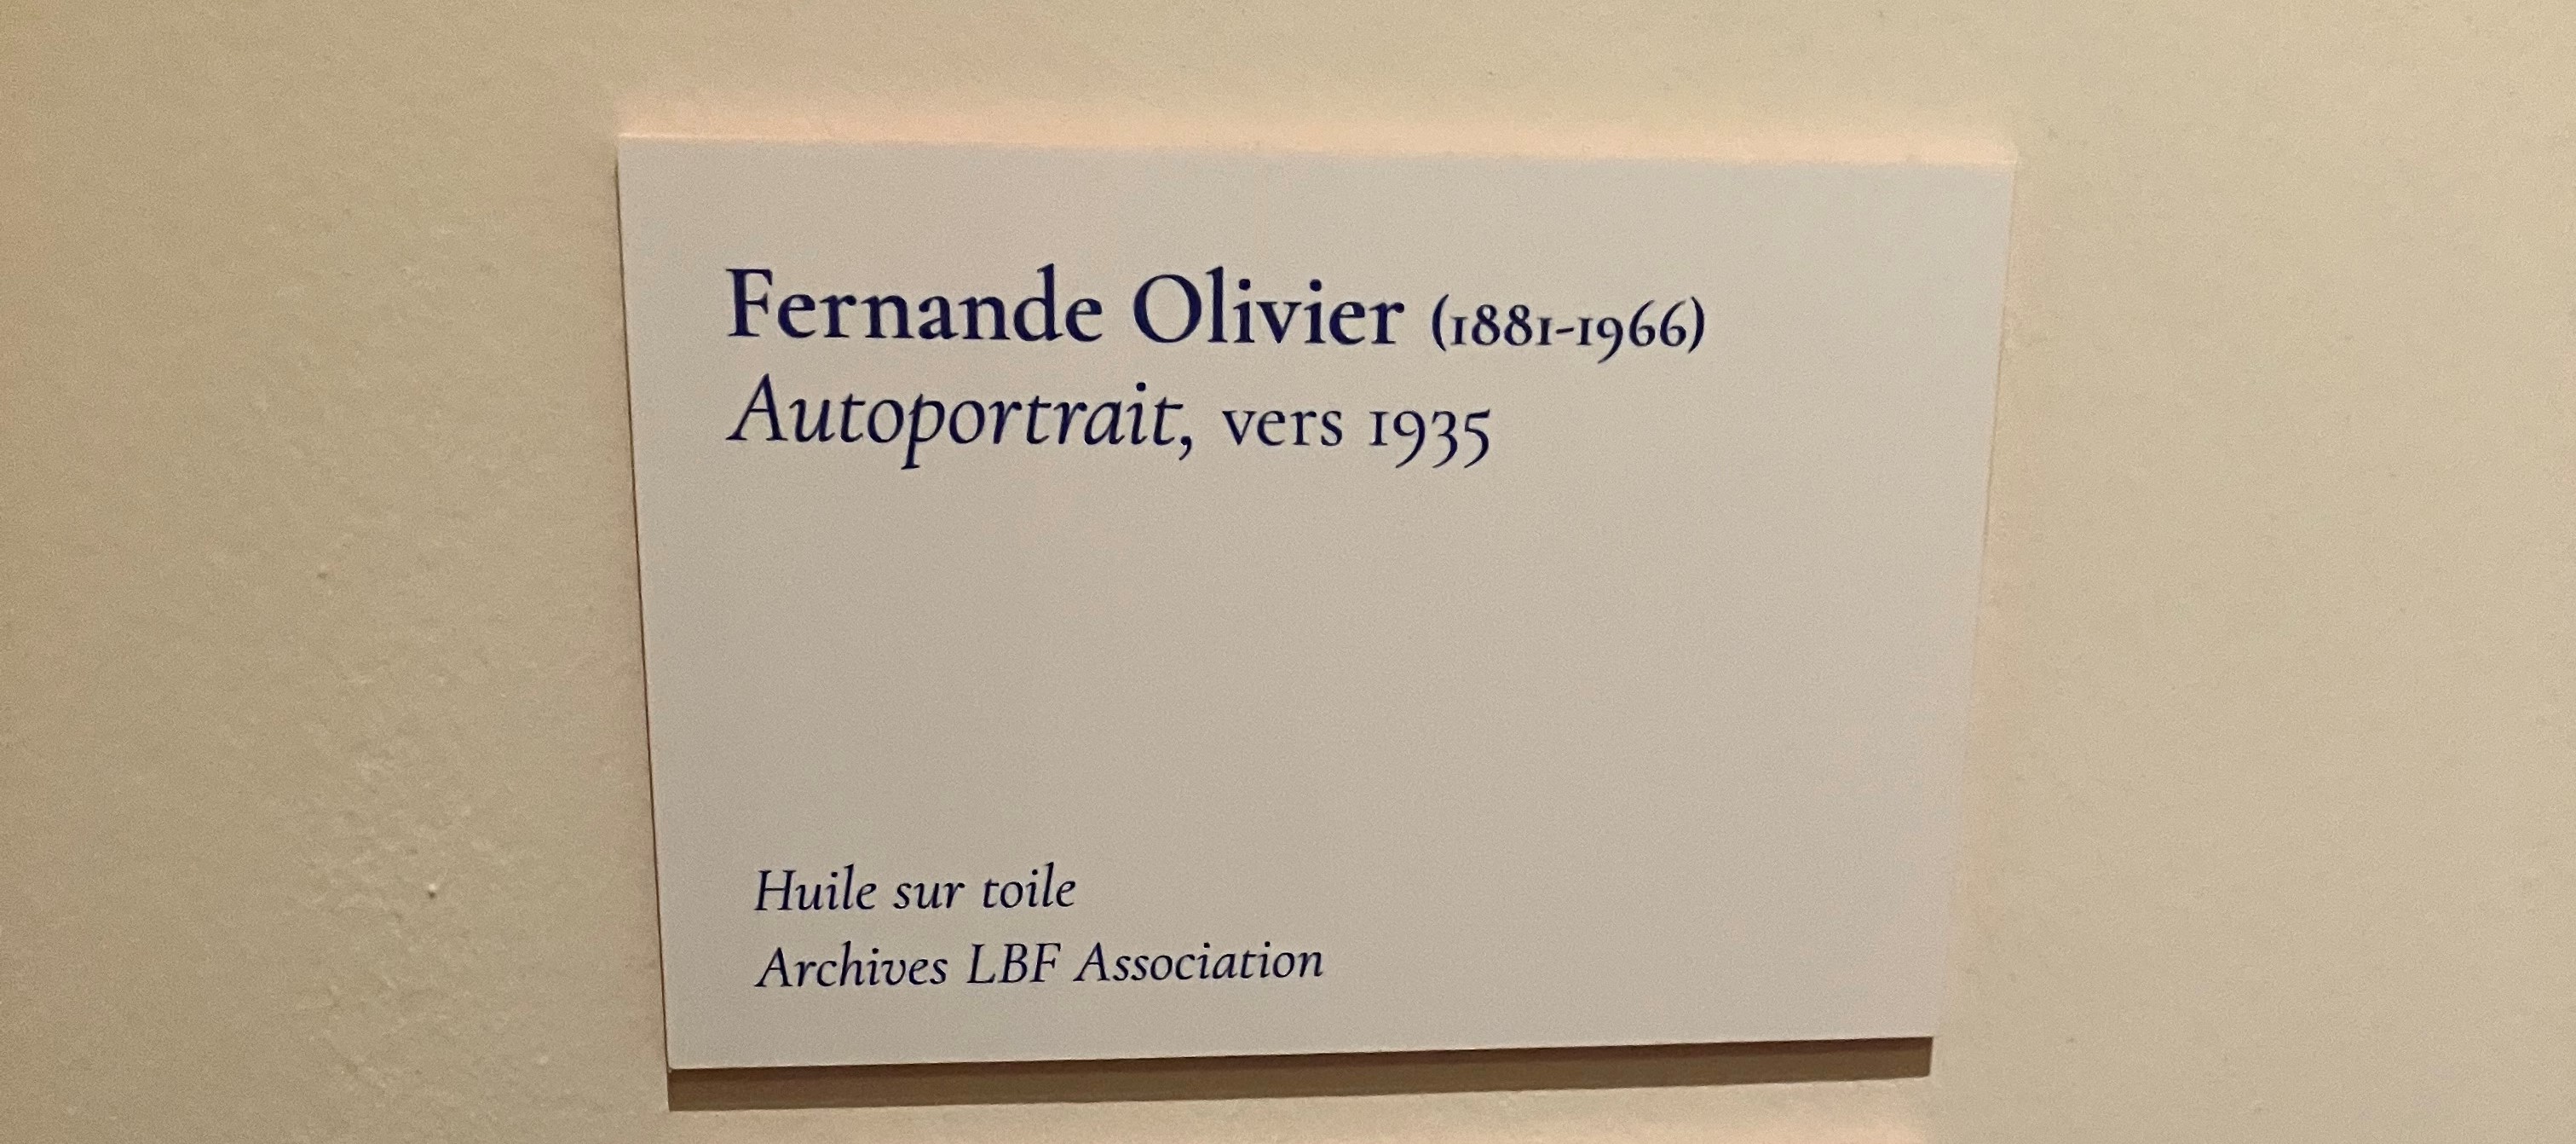 Fernande Olivier (1881-1966)
Autoportrait, vers 1935
Huile sur toile
Archives LBF Association